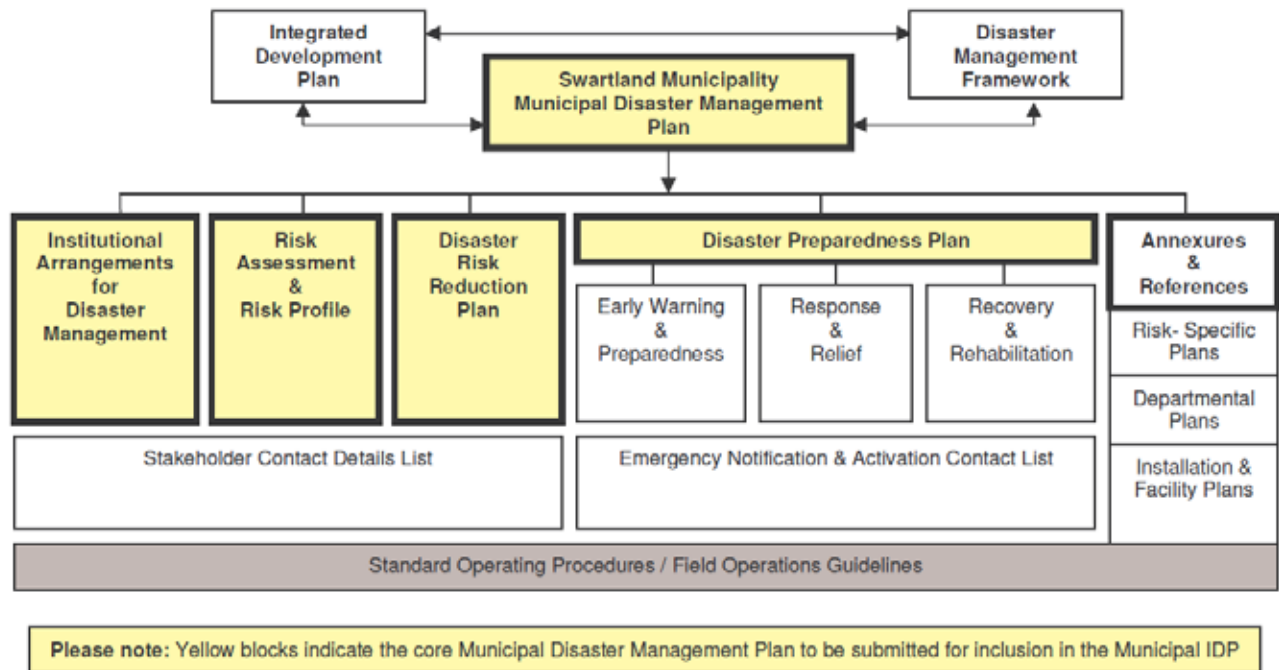 Integrated
Development
Plan
Disaster
Management
Framework
Swartland Municipality
Municipal Disaster Management
Plan
Institutional
Arrangements
for
Disaster
Management
Risk
Assessment
&
Risk Profile
Disaster
Risk
Reduction
Plan
Disaster Preparedness Plan
Early Warning
&
Preparedness
Response
&
Relief
Recovery
&
Rehabilitation
Annexures
&
References
Risk- Specific
Plans
Departmental
Plans
Installation &
Facility Plans
Stakeholder Contact Details List
Emergency Notification & Activation Contact List
Standard Operating Procedures / Field Operations Guidelines
Please note: Yellow blocks indicate the core Municipal Disaster Management Plan to be submitted for inclusion in the Municipal IDP